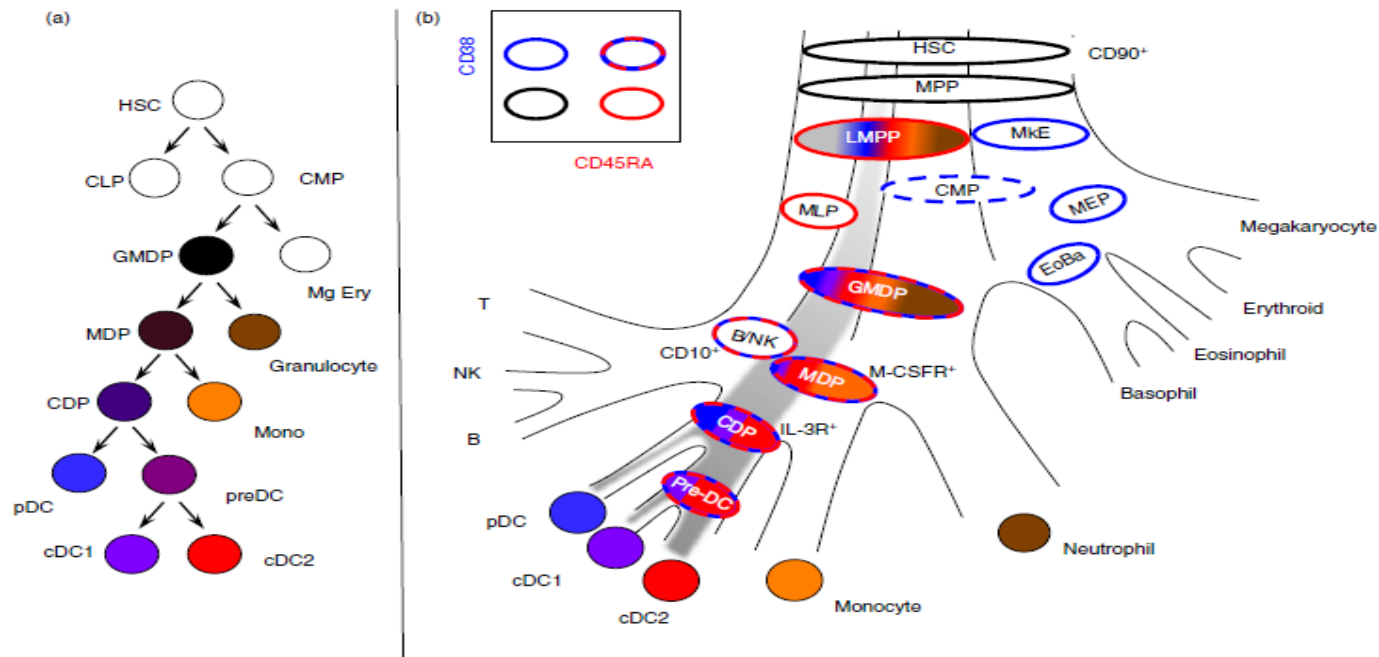 (a)
HSC
CLP
CMP
GMDP
Mg Ery
MDP
Granulocyte
CDP
Mono
pDC
preDC
cDC1
cDC2
(b)
CD38
CD45RA
HSC
CD90⁺
MPP
LMPP
MkE
CMP
MLP
MEP
Megakaryocyte
EoBa
GMDP
T
Erythroid
B/NK
CD10⁺
Eosinophil
MDP
M-CSFR⁺
NK
Basophil
CDP
IL-3R⁺
B
Pre-DC
pDC
Neutrophil
cDC1
Monocyte
cDC2